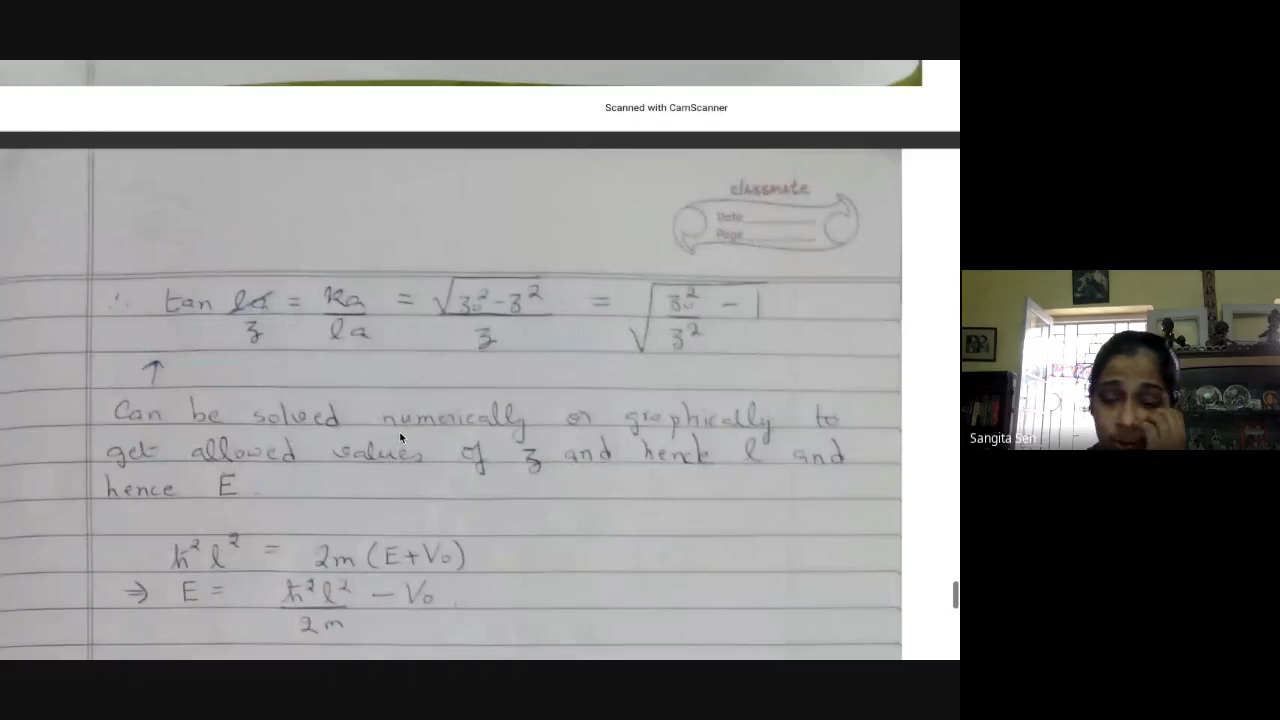 Scanned with CamScanner
classmate
Date
Page
∴ tan la = Ka = √z₀² - z² = √z₀² - 1
z la z z²
↑
Can be solved numerically or graphically to
get allowed values of z and hence l and
hence E.
ħ²l² = 2m (E+V₀)
⇒ E = ħ²l² - V₀.
2m
Sangita Sen